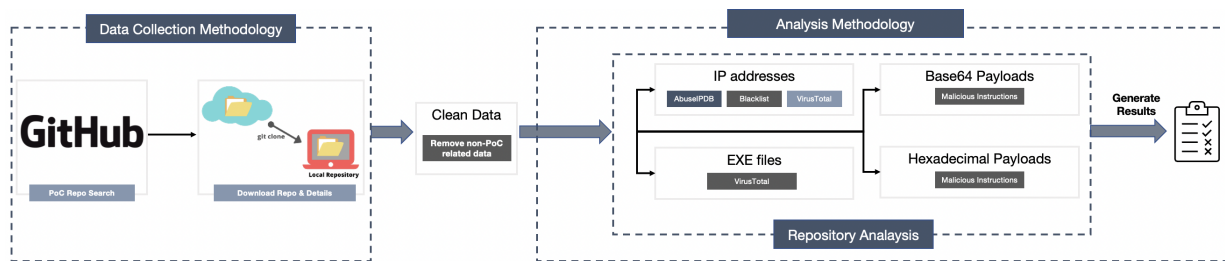 Data Collection Methodology
GitHub
PoC Repo Search
git clone
Local Repository
Download Repo & Details
Clean Data
Remove non-PoC
related data
Analysis Methodology
IP addresses
AbuseIPDB
Blacklist
VirusTotal
EXE files
VirusTotal
Base64 Payloads
Malicious Instructions
Hexadecimal Payloads
Malicious Instructions
Repository Analaysis
Generate
Results